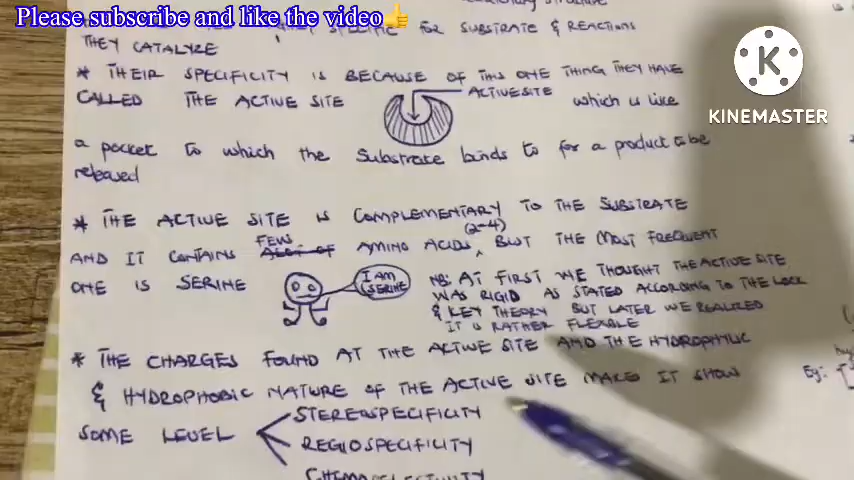 Please subscribe and like the video👍
SPECIFIC FOR SUBSTRATE & REACTIONS
THEY CATALYZE
K
KINEMASTER
* THEIR SPECIFICITY IS BECAUSE OF THIS ONE THING THEY HAVE
CALLED THE ACTIVE SITE
ACTIVE SITE
which is like
a pocket to which the Substrate binds to for a product to be
released
* THE ACTIVE SITE IS COMPLEMENTARY TO THE SUBSTRATE
AND IT CONTAINS FEW AMINO ACIDS (2-4), BUT THE MOST FREQUENT
ONE IS SERINE
I AM
SERINE
NB: AT FIRST WE THOUGHT THE ACTIVE SITE
WAS RIGID AS STATED ACCORDING TO THE LOCK
& KEY THEORY BUT LATER WE REALIZED
IT IS RATHER FLEXIBLE
* THE CHARGES FOUND AT THE ACTIVE SITE AND THE HYDROPHILIC
& HYDROPHOBIC NATURE OF THE ACTIVE SITE MAKE IT SHOW
SOME LEVEL
STEREOSPECIFICITY
REGIOSPECIFICITY
Eg: